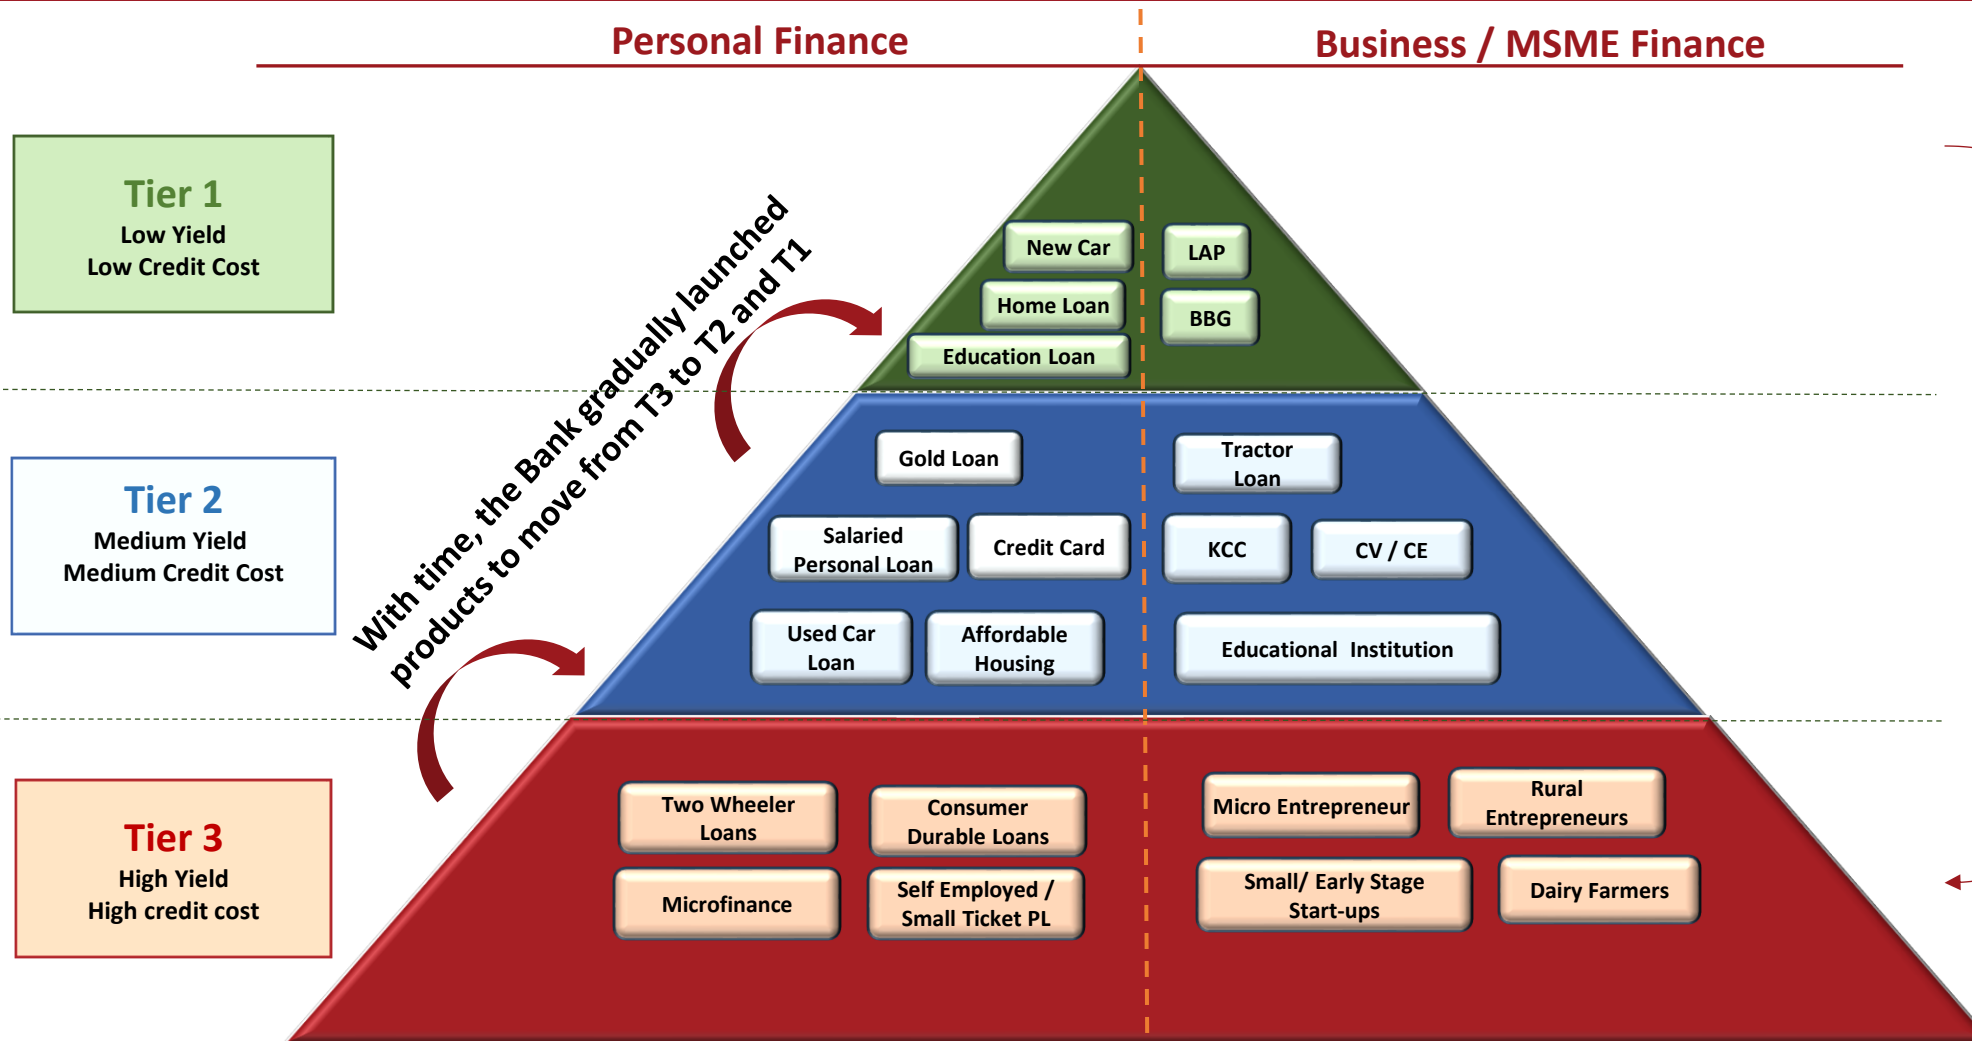 Personal Finance
Business / MSME Finance
Tier 1
Low Yield
Low Credit Cost
With time, the Bank gradually launched
products to move from T3 to T2 and T1
New Car
Home Loan
Education Loan
LAP
BBG
Tier 2
Medium Yield
Medium Credit Cost
Gold Loan
Salaried
Personal Loan
Credit Card
Used Car
Loan
Affordable
Housing
Tractor
Loan
KCC
CV / CE
Educational  Institution
Tier 3
High Yield
High credit cost
Two Wheeler
Loans
Consumer
Durable Loans
Microfinance
Self Employed /
Small Ticket PL
Micro Entrepreneur
Rural
Entrepreneurs
Small/ Early Stage
Start-ups
Dairy Farmers